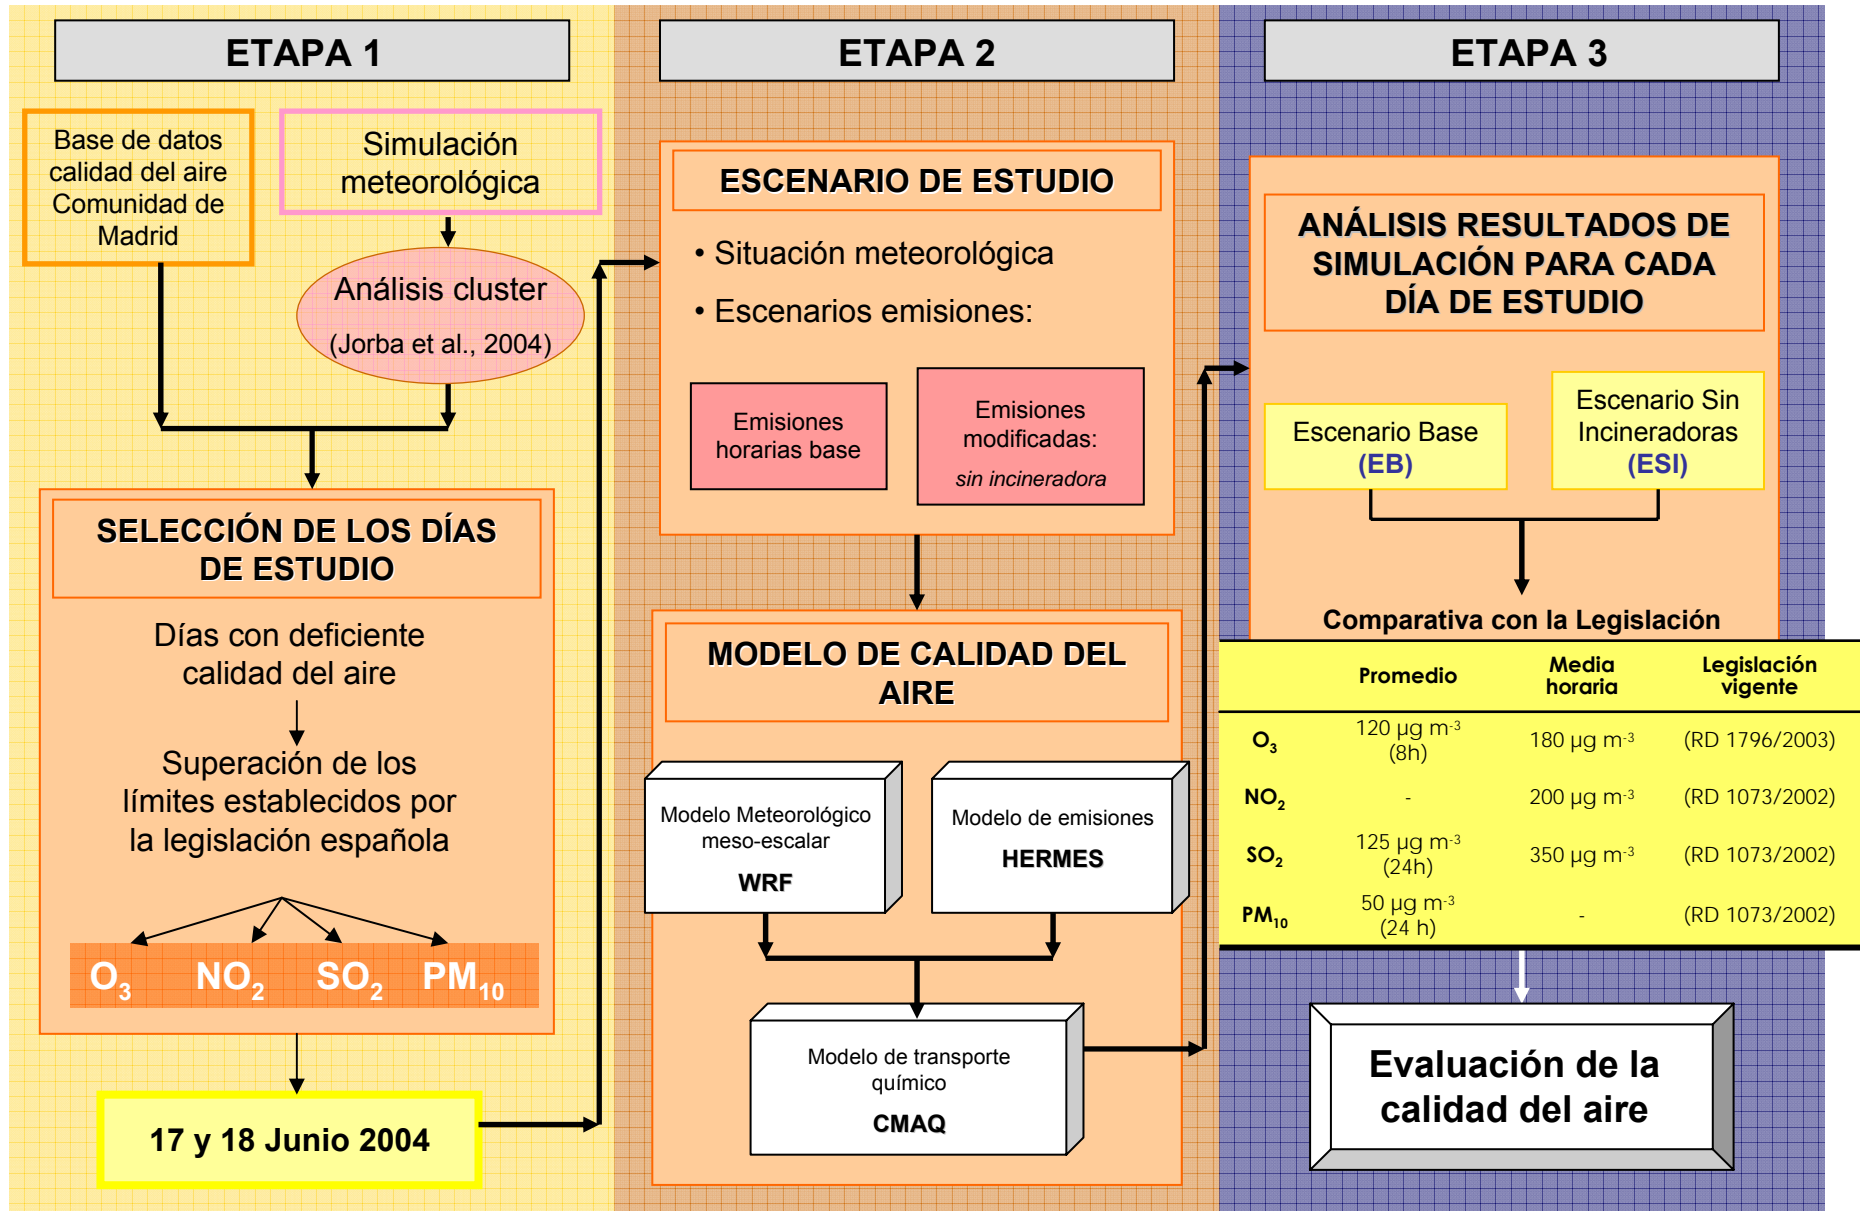 ETAPA 1
Base de datos
calidad del aire
Comunidad de
Madrid
Simulación
meteorológica
Análisis cluster
(Jorba et al., 2004)
SELECCIÓN DE LOS DÍAS
DE ESTUDIO
Días con deficiente
calidad del aire
Superación de los
límites establecidos por
la legislación española
O₃ NO₂ SO₂ PM₁₀
17 y 18 Junio 2004
ETAPA 2
ESCENARIO DE ESTUDIO
• Situación meteorológica
• Escenarios emisiones:
Emisiones
horarias base
Emisiones
modificadas:
sin incineradora
MODELO DE CALIDAD DEL
AIRE
Modelo Meteorológico
meso-escalar
WRF
Modelo de emisiones
HERMES
Modelo de transporte
químico
CMAQ
ETAPA 3
ANÁLISIS RESULTADOS DE
SIMULACIÓN PARA CADA
DÍA DE ESTUDIO
Escenario Base
(EB)
Escenario Sin
Incineradoras
(ESI)
Comparativa con la Legislación
Promedio Media horaria Legislación vigente
O₃ 120 µg m⁻³ (8h) 180 µg m⁻³ (RD 1796/2003)
NO₂ - 200 µg m⁻³ (RD 1073/2002)
SO₂ 125 µg m⁻³ (24h) 350 µg m⁻³ (RD 1073/2002)
PM₁₀ 50 µg m⁻³ (24 h) - (RD 1073/2002)
Evaluación de la
calidad del aire